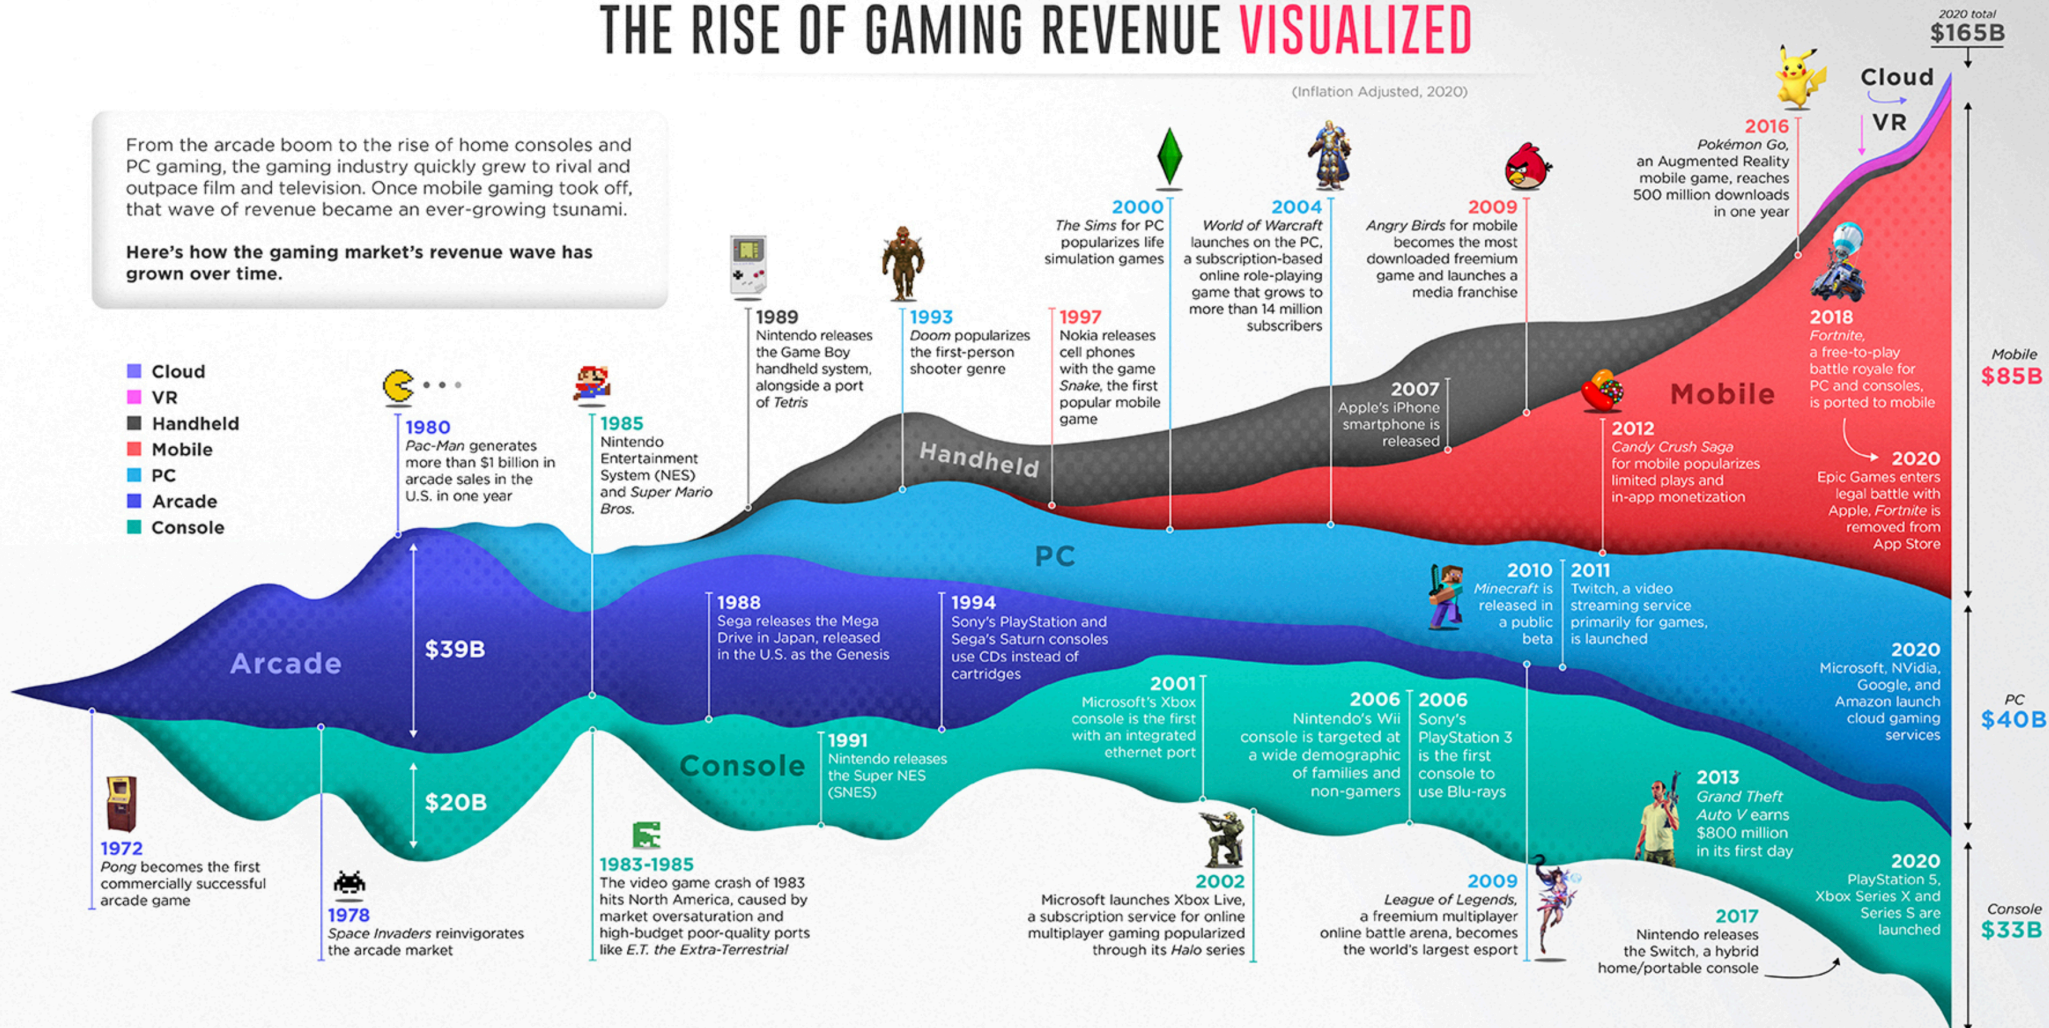 THE RISE OF GAMING REVENUE VISUALIZED
(Inflation Adjusted, 2020)
2020 total
$165B
From the arcade boom to the rise of home consoles and
PC gaming, the gaming industry quickly grew to rival and
outpace film and television. Once mobile gaming took off,
that wave of revenue became an ever-growing tsunami.
Here's how the gaming market's revenue wave has
grown over time.
Cloud
VR
Handheld
Mobile
PC
Arcade
Console
1980
Pac-Man generates
more than $1 billion in
arcade sales in the
U.S. in one year
1985
Nintendo
Entertainment
System (NES)
and Super Mario
Bros.
1989
Nintendo releases
the Game Boy
handheld system,
alongside a port
of Tetris
1993
Doom popularizes
the first-person
shooter genre
1997
Nokia releases
cell phones
with the game
Snake, the first
popular mobile
game
2000
The Sims for PC
popularizes life
simulation games
2004
World of Warcraft
launches on the PC,
a subscription-based
online role-playing
game that grows to
more than 14 million
subscribers
2009
Angry Birds for mobile
becomes the most
downloaded freemium
game and launches a
media franchise
2016
Pokémon Go,
an Augmented Reality
mobile game, reaches
500 million downloads
in one year
Cloud
VR
2007
Apple's iPhone
smartphone is
released
2012
Candy Crush Saga
for mobile popularizes
limited plays and
in-app monetization
Mobile
2018
Fortnite,
a free-to-play
battle royale for
PC and consoles,
is ported to mobile
2020
Epic Games enters
legal battle with
Apple, Fortnite is
removed from
App Store
Mobile
$85B
Handheld
PC
Arcade
$39B
$20B
Console
1988
Sega releases the Mega
Drive in Japan, released
in the U.S. as the Genesis
1994
Sony's PlayStation and
Sega's Saturn consoles
use CDs instead of
cartridges
1991
Nintendo releases
the Super NES
(SNES)
2001
Microsoft's Xbox
console is the first
with an integrated
ethernet port
2006
Nintendo's Wii
console is targeted at
a wide demographic
of families and
non-gamers
2006
Sony's
PlayStation 3
is the first
console to
use Blu-rays
2010
Minecraft is
released in
a public
beta
2011
Twitch, a video
streaming service
primarily for games,
is launched
2020
Microsoft, NVidia,
Google, and
Amazon launch
cloud gaming
services
PC
$40B
2013
Grand Theft
Auto V earns
$800 million
in its first day
2020
PlayStation 5,
Xbox Series X and
Series S are
launched
Console
$33B
1972
Pong becomes the first
commercially successful
arcade game
1978
Space Invaders reinvigorates
the arcade market
1983-1985
The video game crash of 1983
hits North America, caused by
market oversaturation and
high-budget poor-quality ports
like E.T. the Extra-Terrestrial
2002
Microsoft launches Xbox Live,
a subscription service for online
multiplayer gaming popularized
through its Halo series
2009
League of Legends,
a freemium multiplayer
online battle arena, becomes
the world's largest esport
2017
Nintendo releases
the Switch, a hybrid
home/portable console